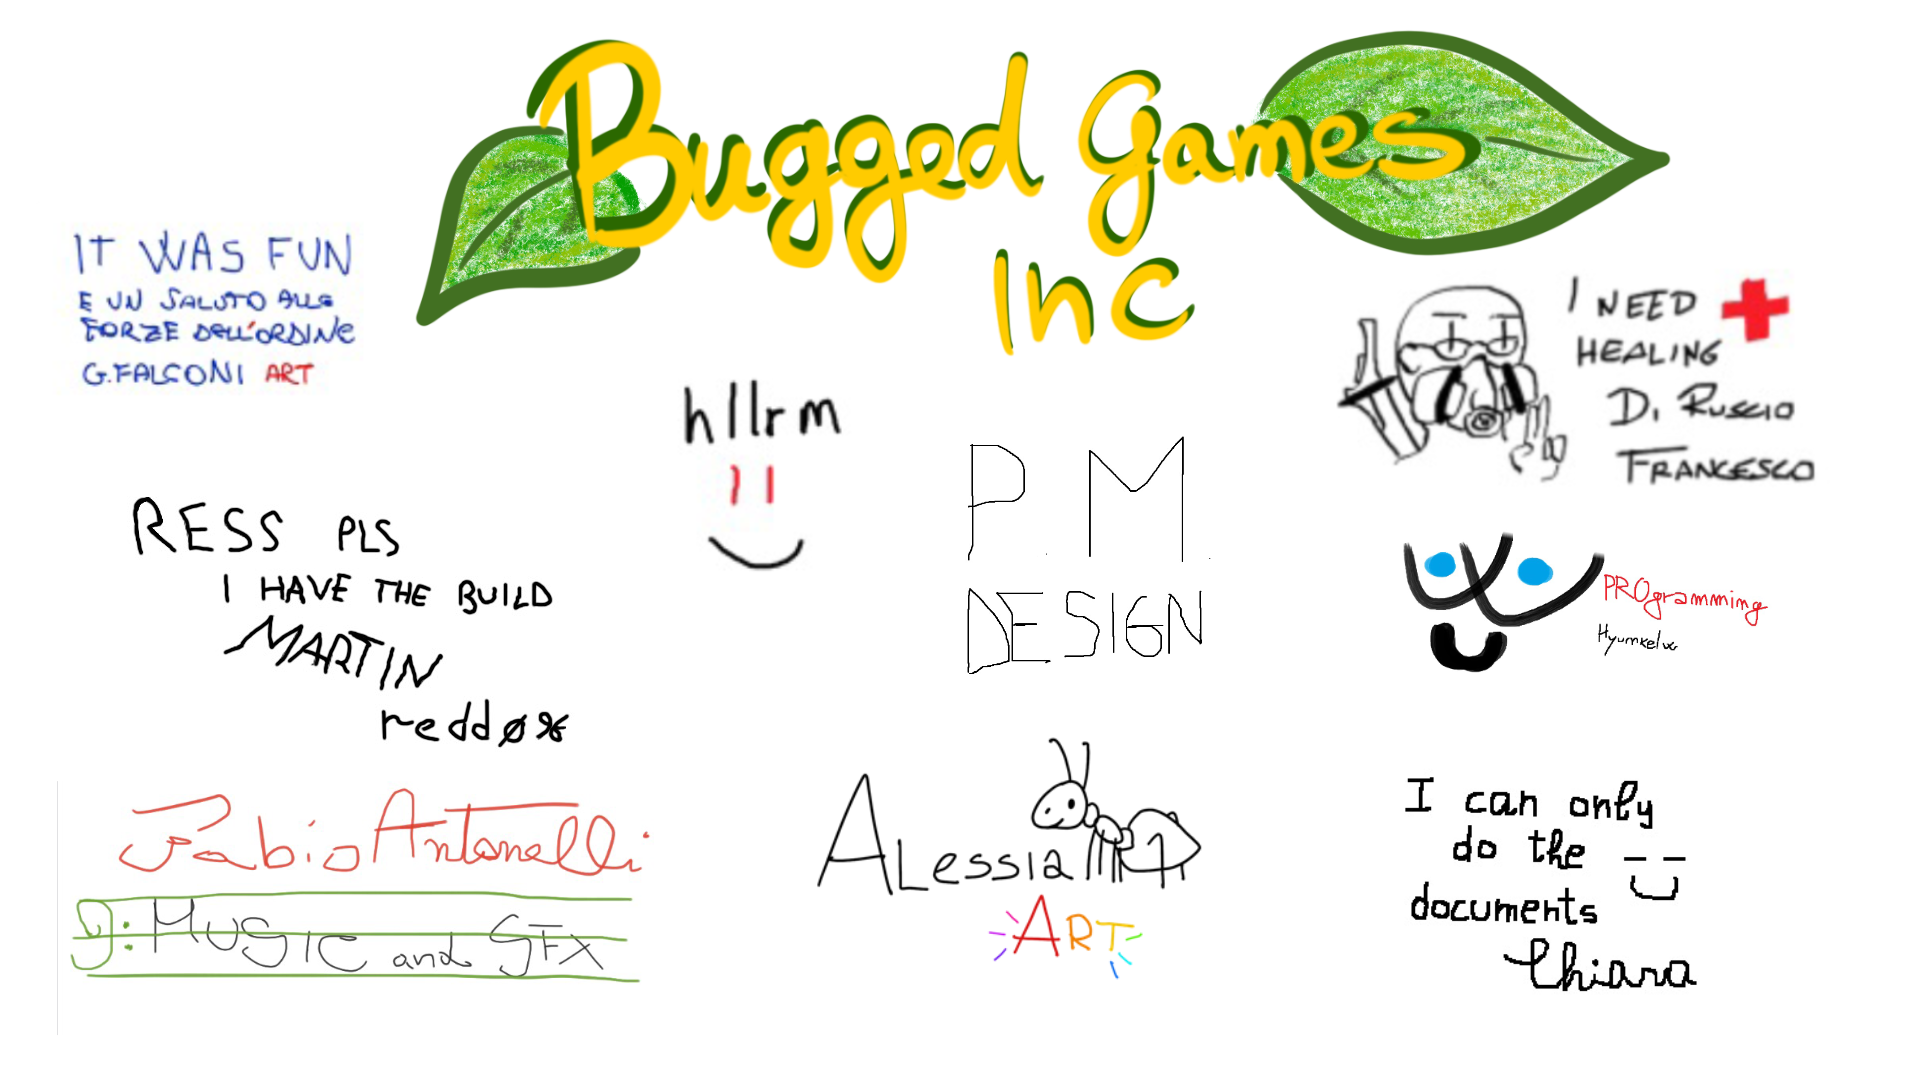 Bugged Games
Inc
IT WAS FUN
E UN SALUTO ALLE
FORZE DELL'ORDINE
G.FALCONI ART
I NEED
HEALING
DI RUSCIO
FRANCESCO
hllrm
P.M.
DESIGN
RESS PLS
I HAVE THE BUILD
MARTIN
PROgramming
Fabio Antonelli
MUSIC and SFX
ALessia
ART
I can only
do the
documents
Chiara